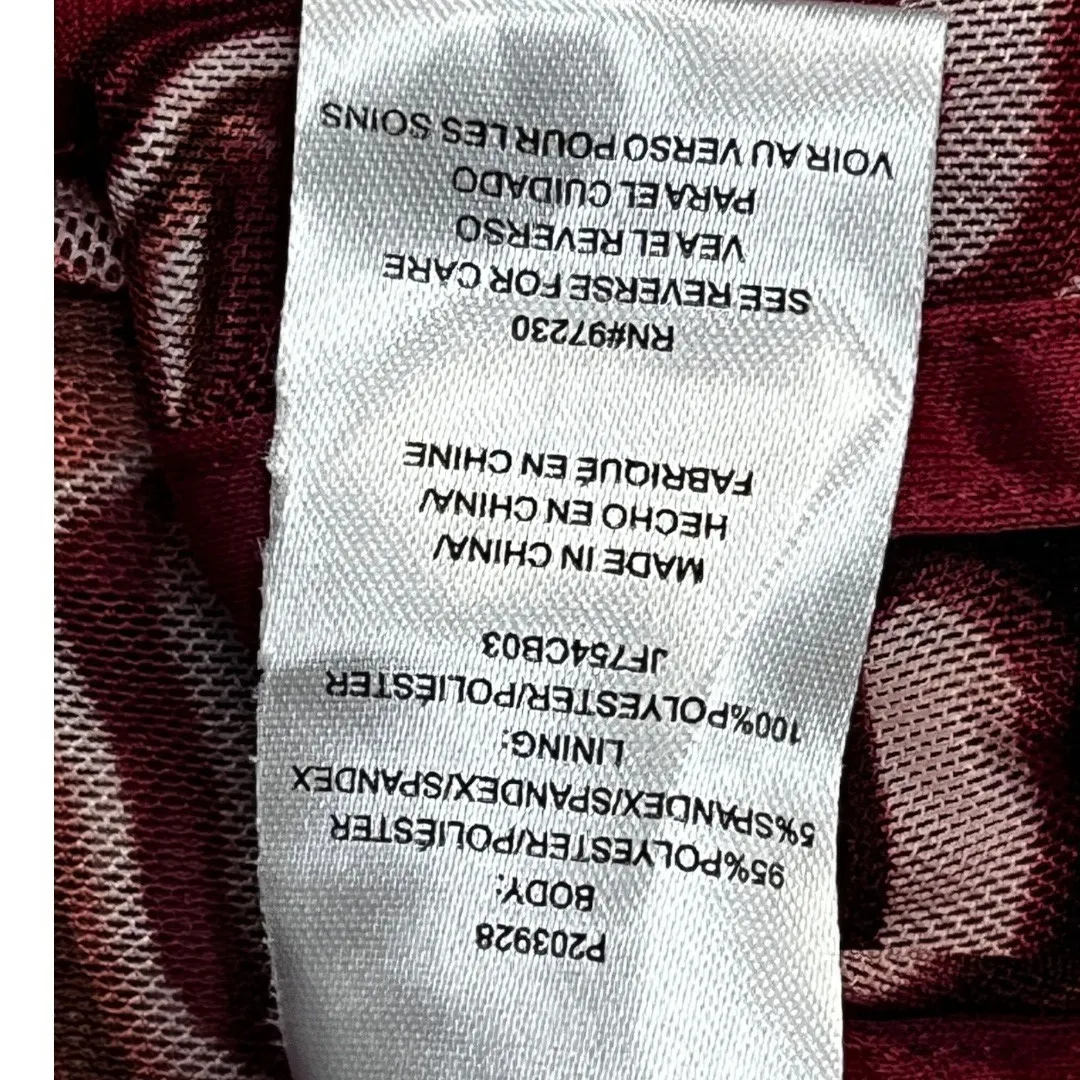 P203928
BODY:
95%POLYESTER/POLIÉSTER
5%SPANDEX/SPANDEX/SPANDEX
LINING:
100%POLYESTER/POLIÉSTER
JF754CB03
MADE IN CHINA/
HECHO EN CHINA/
FABRIQUÉ EN CHINE
RN#97230
SEE REVERSE FOR CARE
VEA EL REVERSO
PARA EL CUIDADO
VOIR AU VERSO POUR LES SOINS